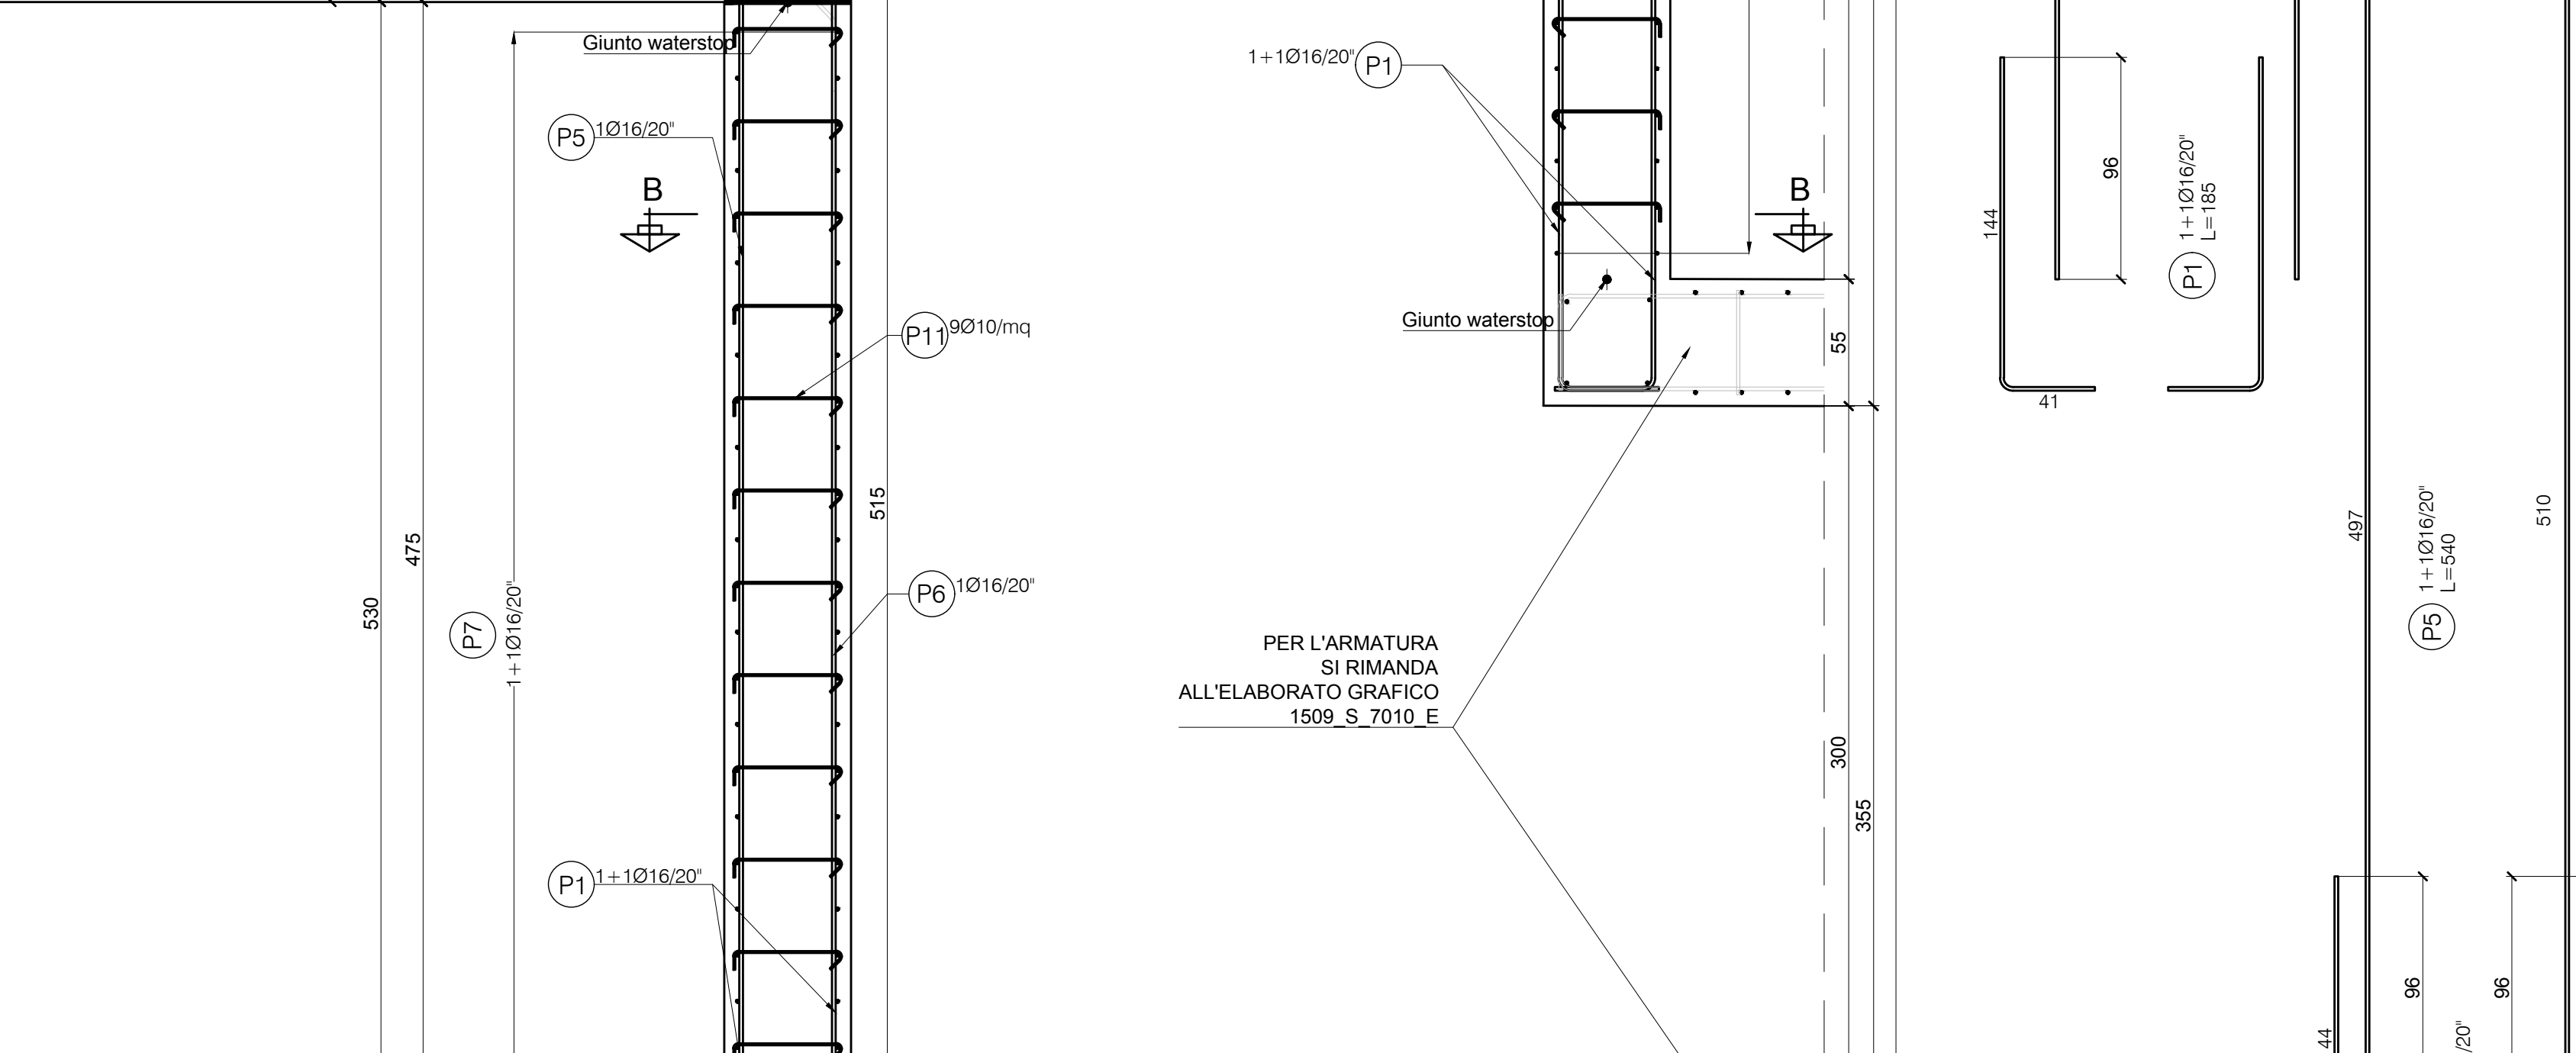 Giunto waterstop
P5 1Ø16/20"
B
P11 9Ø10/mq
515
475
530
P7 1+1Ø16/20"
P6 1Ø16/20"
P1 1+1Ø16/20"
1+1Ø16/20" P1
B
Giunto waterstop
55
PER L'ARMATURA
SI RIMANDA
ALL'ELABORATO GRAFICO
1509_S_7010_E
300
355
144
96
41
P1 1+1Ø16/20"
L=185
497
P5 1+1Ø16/20"
L=540
510
96
96
44
/20"